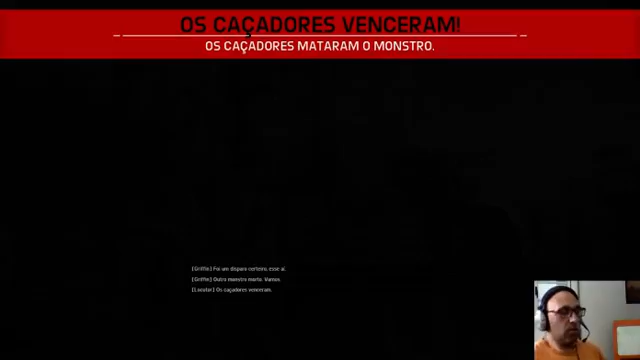 OS CAÇADORES VENCERAM!
OS CAÇADORES MATARAM O MONSTRO.
[Griffin] Foi um disparo certeiro, esse aí.
[Griffin] Outro monstro morto. Vamos
[Locutor] Os caçadores venceram.